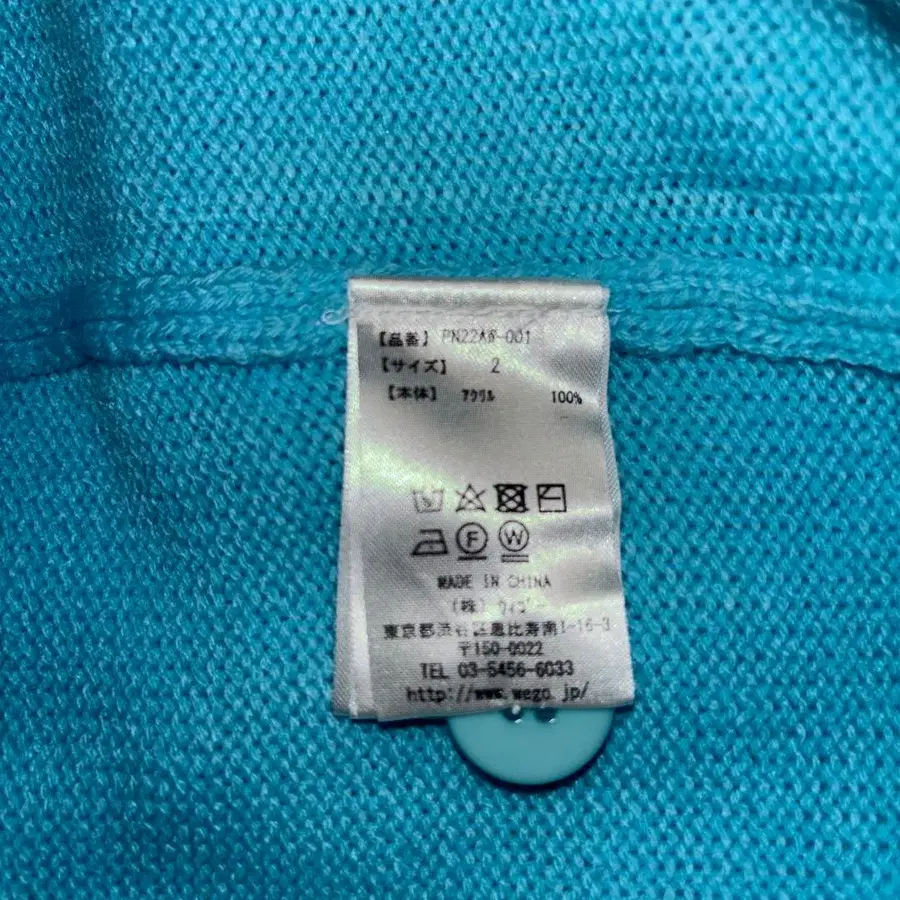 【品番】 PN22AW-001
【サイズ】 2
【本体】 アクリル 100%
F W
MADE IN CHINA
(株) ウィゴー
東京都渋谷区恵比寿南1-16-3
〒150-0022
TEL 03-5456-6033
http://www.wego.jp/